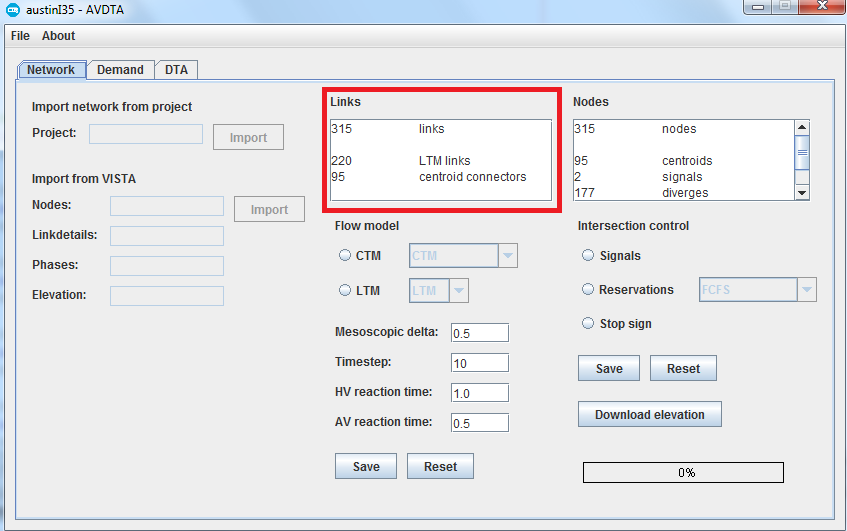 austinI35 - AVDTA
File About
Network Demand DTA
Import network from project
Project:
Import
Import from VISTA
Nodes:
Import
Linkdetails:
Phases:
Elevation:
Links
315 links
220 LTM links
95 centroid connectors
Flow model
CTM CTM
LTM LTM
Mesoscopic delta: 0.5
Timestep: 10
HV reaction time: 1.0
AV reaction time: 0.5
Save Reset
Nodes
315 nodes
95 centroids
2 signals
177 diverges
Intersection control
Signals
Reservations FCFS
Stop sign
Save Reset
Download elevation
0%